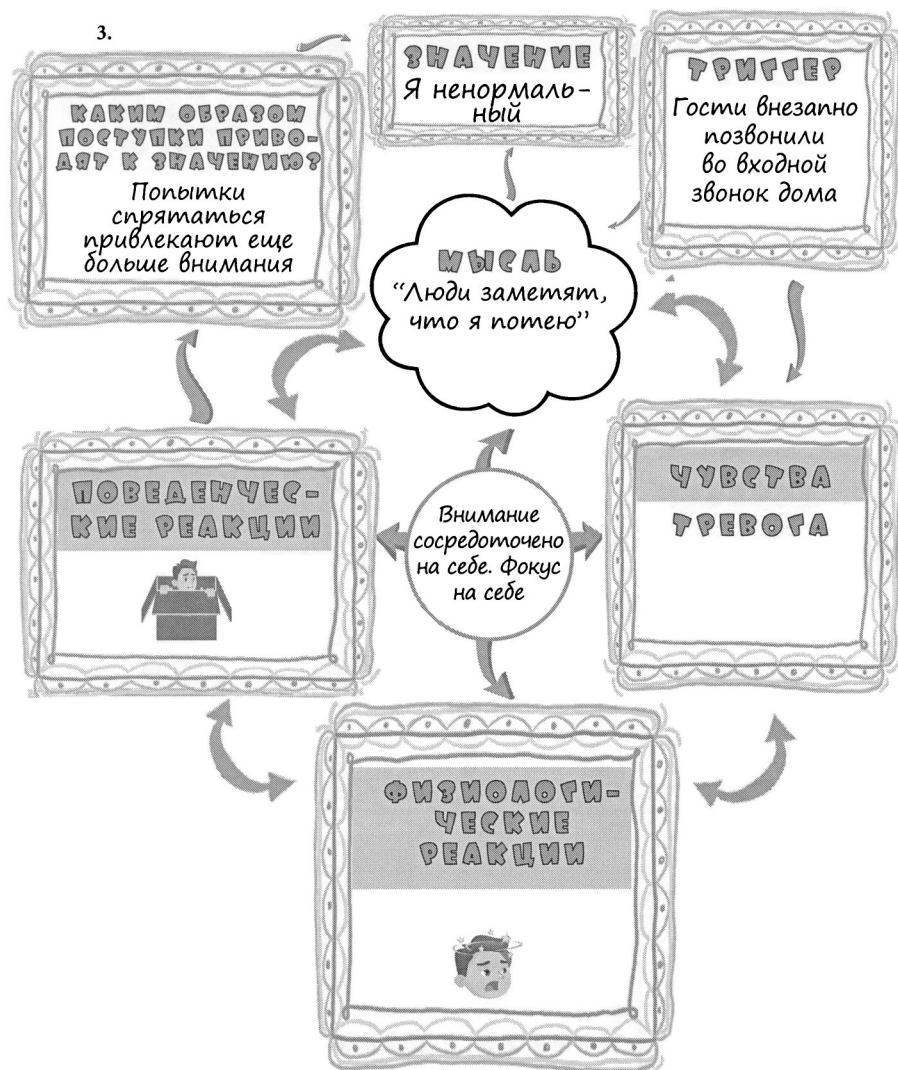 3.
КАКИМ ОБРАЗОМ
ПОСТУПКИ ПРИВО-
ДЯТ К ЗНАЧЕНИЮ?
Попытки
спрятаться
привлекают еще
больше внимания
ЗНАЧЕНИЕ
Я ненормаль-
ный
ТРИГГЕР
Гости внезапно
позвонили
во входной
звонок дома
МЫСЛЬ
“Люди заметят,
что я потею”
ПОВЕДЕНЧЕС-
КИЕ РЕАКЦИИ
Внимание
сосредоточено
на себе. Фокус
на себе
ЧУВСТВА
ТРЕВОГА
ФИЗИОЛОГИ-
ЧЕСКИЕ
РЕАКЦИИ